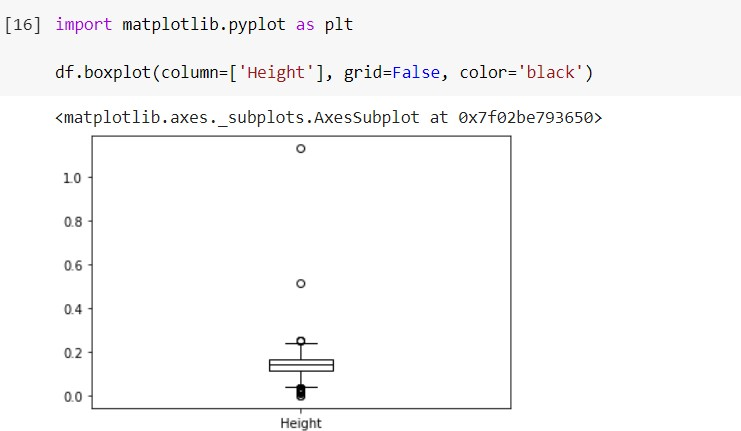 [16] import matplotlib.pyplot as plt
df.boxplot(column=['Height'], grid=False, color='black')
<matplotlib.axes._subplots.AxesSubplot at 0x7f02be793650>
1.0
0.8
0.6
0.4
0.2
0.0
Height